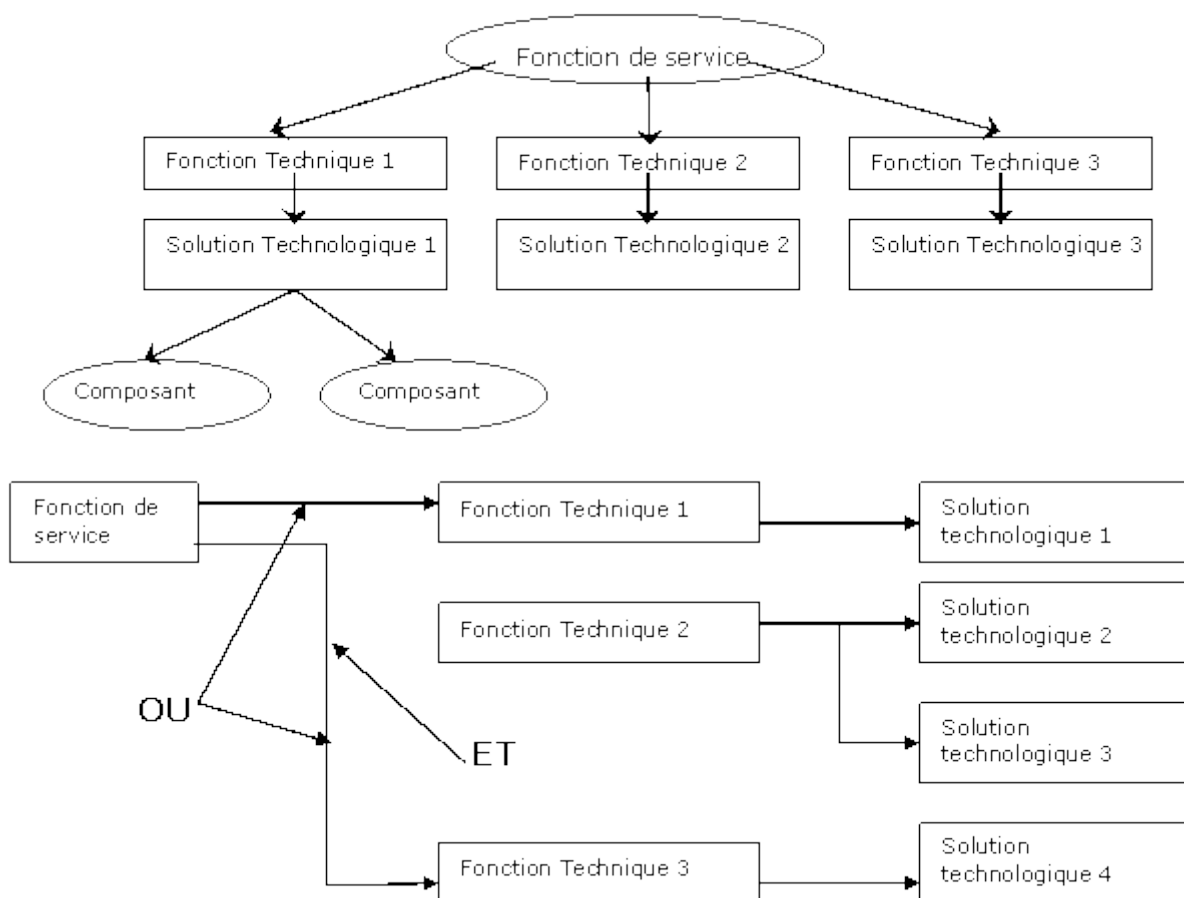 Fonction de service
Fonction Technique 1
Fonction Technique 2
Fonction Technique 3
Solution Technologique 1
Solution Technologique 2
Solution Technologique 3
Composant
Composant
Fonction de
service
Fonction Technique 1
Solution
technologique 1
Fonction Technique 2
Solution
technologique 2
OU
ET
Solution
technologique 3
Fonction Technique 3
Solution
technologique 4